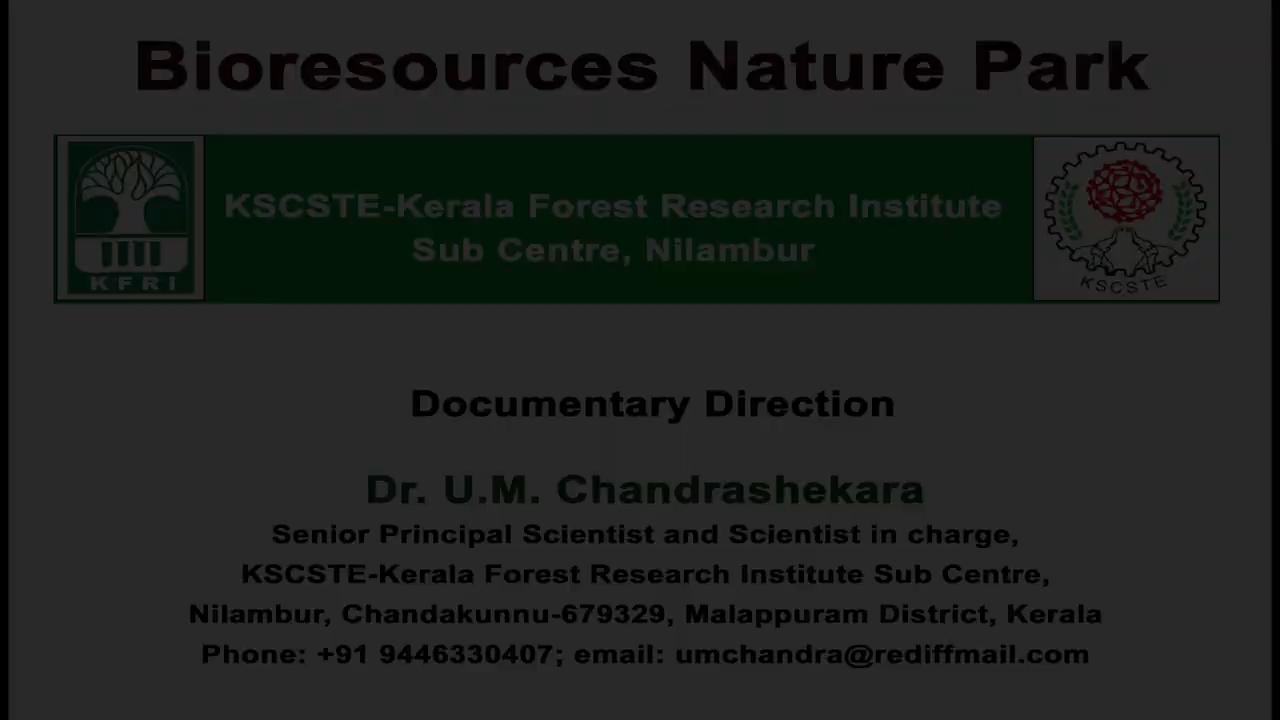 Bioresources Nature Park
KSCSTE-Kerala Forest Research Institute
Sub Centre, Nilambur
KFRI
KSCSTE
Documentary Direction
Dr. U.M. Chandrashekara
Senior Principal Scientist and Scientist in charge,
KSCSTE-Kerala Forest Research Institute Sub Centre,
Nilambur, Chandakunnu-679329, Malappuram District, Kerala
Phone: +91 9446330407; email: umchandra@rediffmail.com